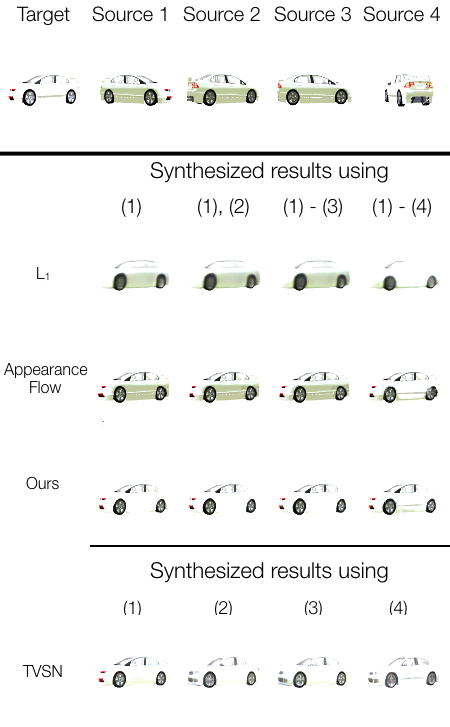 Target Source 1 Source 2 Source 3 Source 4
Synthesized results using
(1) (1), (2) (1) - (3) (1) - (4)
L1
Appearance
Flow
Ours
Synthesized results using
(1) (2) (3) (4)
TVSN